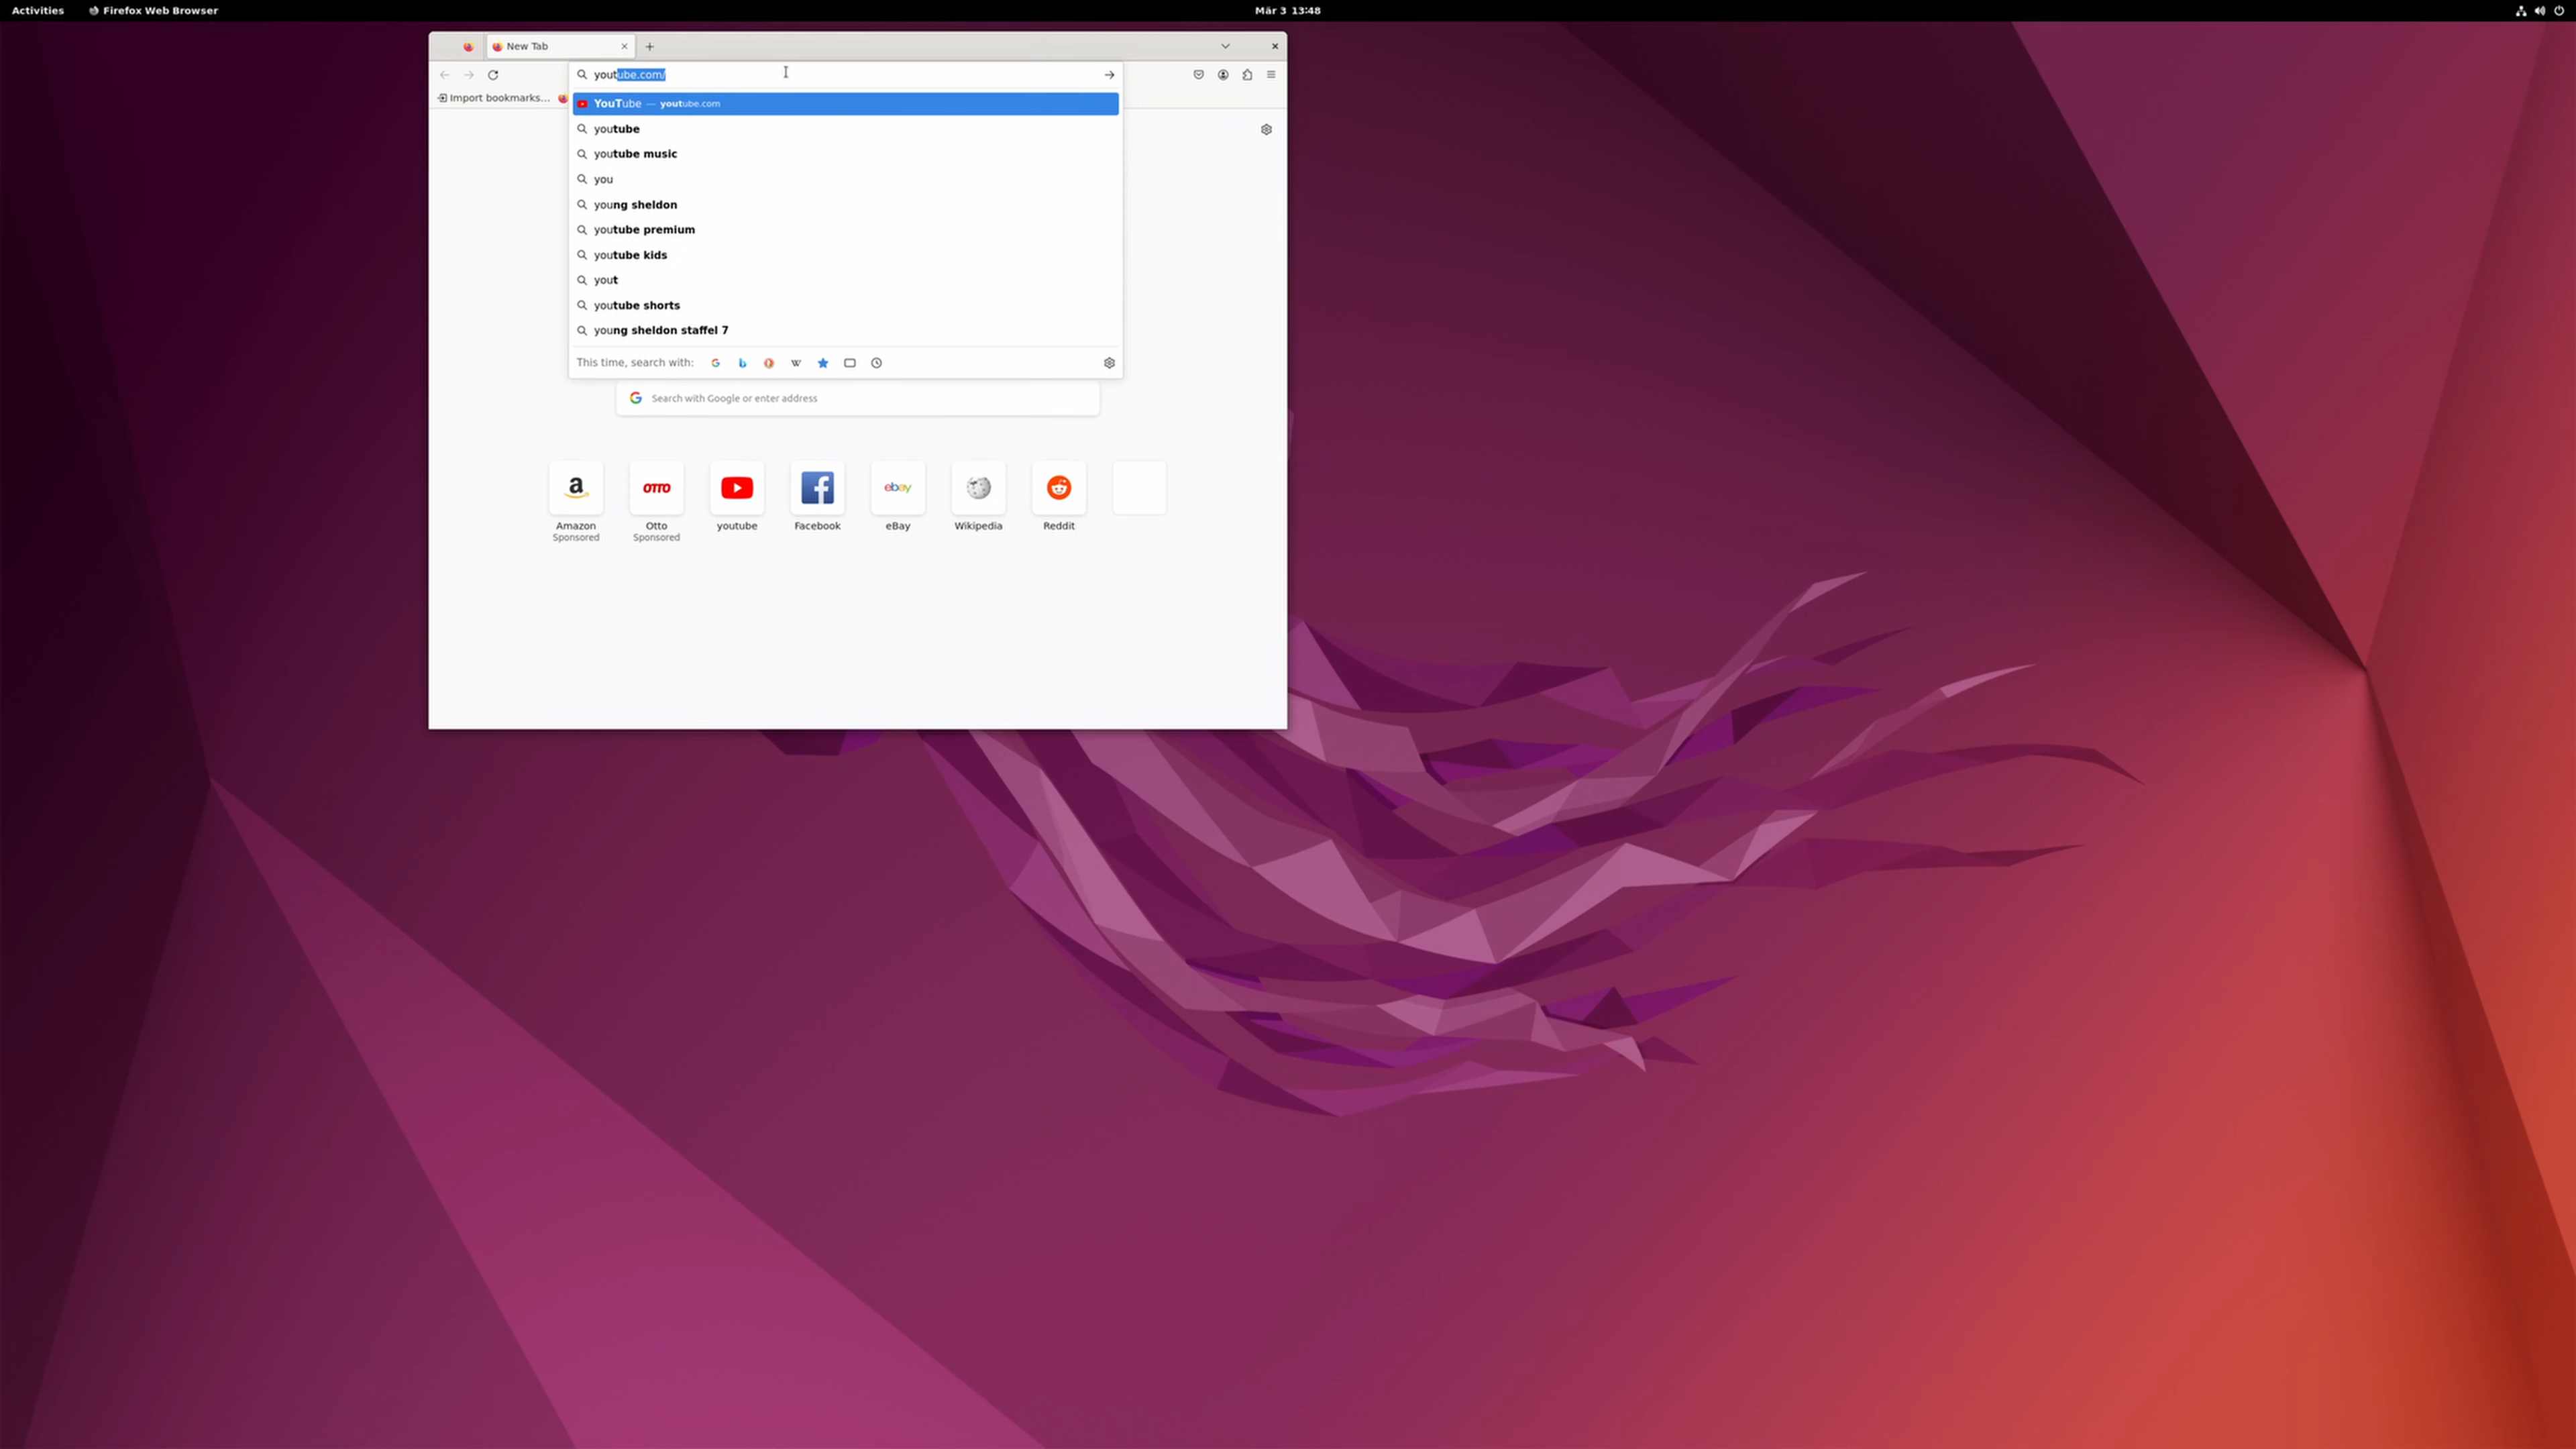 Activities Firefox Web Browser Mär 3 13:48
New Tab
youtube.com/
Import bookmarks...
YouTube — youtube.com
youtube
youtube music
you
young sheldon
youtube premium
youtube kids
yout
youtube shorts
young sheldon staffel 7
This time, search with:
Search with Google or enter address
a OTTO ebay
Amazon Otto youtube Facebook eBay Wikipedia Reddit
Sponsored Sponsored